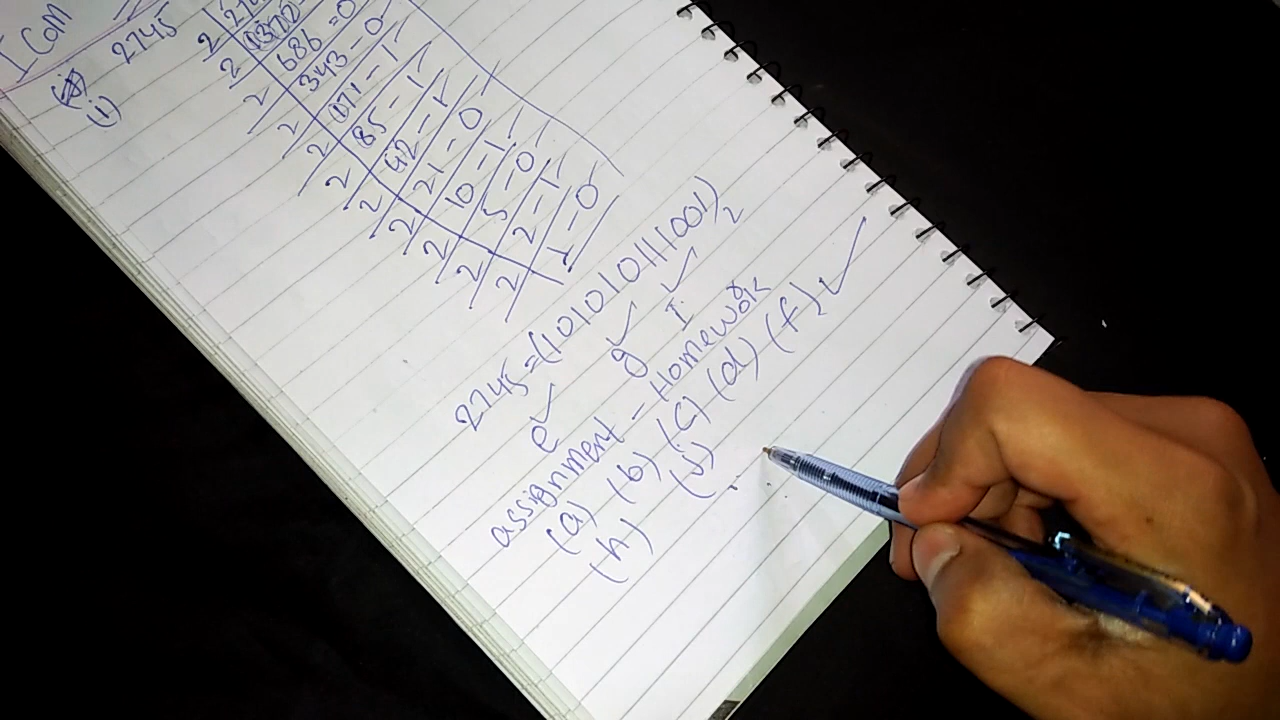 I COM
(i) 2745
2 | 274
2 | 1372 -
2 | 686 - 0
2 | 343 - 0
2 | 171 - 1
2 | 85 - 1
2 | 42 - 1
2 | 21 - 0
2 | 10 - 1
2 | 5 - 0
2 | 2 - 1
1 - 0
2745 = (101010111001)2
e ✓ g ✓ I ✓
assignment - Homework
(a) (b) (c) (d) (f) ✓
(h) (j)